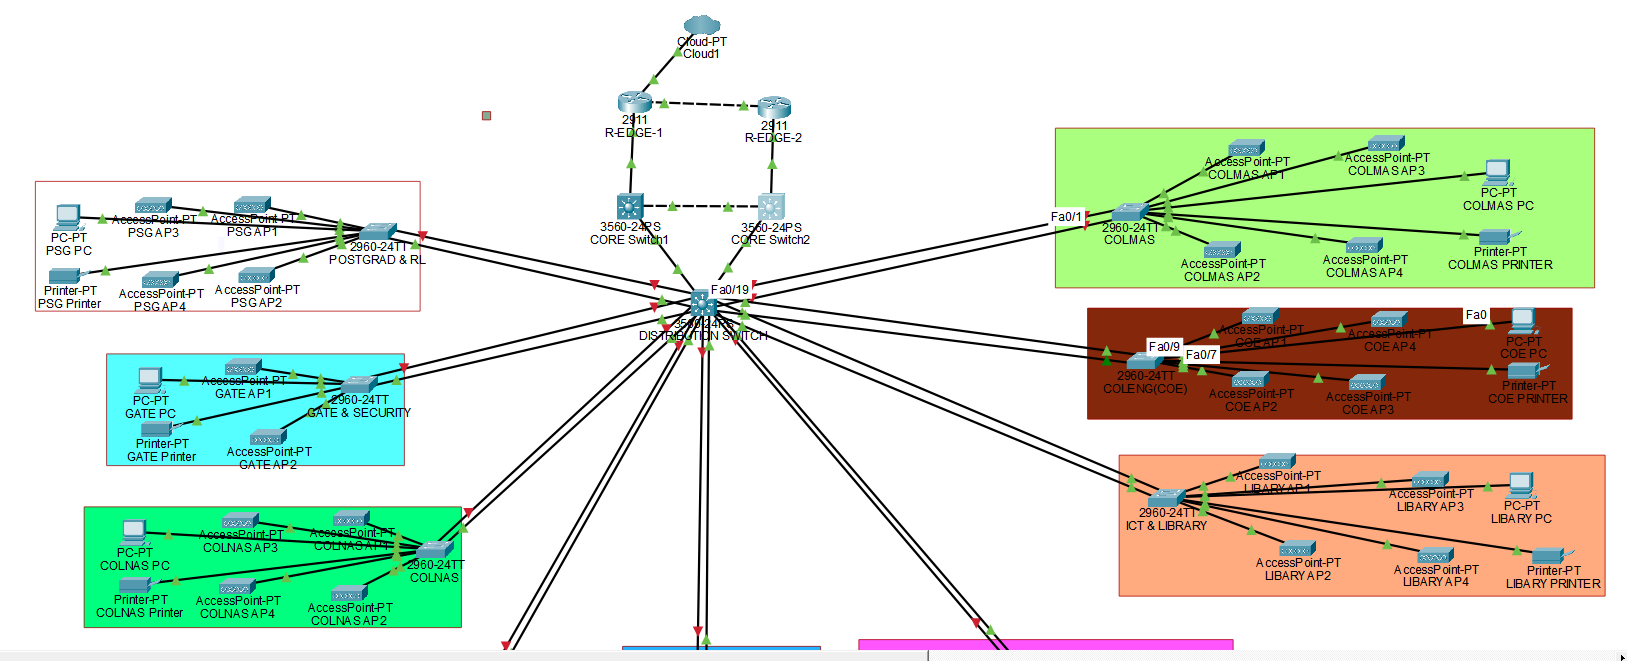 Cloud-PT
Cloud1
2911
R-EDGE-1
2911
R-EDGE-2
3560-24PS
CORE Switch1
3560-24PS
CORE Switch2
Fa0/19
3560-24PS
DISTRIBUTION SWITCH
PC-PT
PSG PC
AccessPoint-PT
PSG AP3
AccessPoint-PT
PSG AP1
2960-24TT
POSTGRAD & RL
Printer-PT
PSG Printer
AccessPoint-PT
PSG AP4
AccessPoint-PT
PSG AP2
PC-PT
GATE PC
AccessPoint-PT
GATE AP1
2960-24TT
GATE & SECURITY
Printer-PT
GATE Printer
AccessPoint-PT
GATE AP2
PC-PT
COLNAS PC
AccessPoint-PT
COLNAS AP3
AccessPoint-PT
COLNAS AP1
2960-24TT
COLNAS
Printer-PT
COLNAS Printer
AccessPoint-PT
COLNAS AP4
AccessPoint-PT
COLNAS AP2
Fa0/1
AccessPoint-PT
COLMAS AP1
AccessPoint-PT
COLMAS AP3
PC-PT
COLMAS PC
2960-24TT
COLMAS
AccessPoint-PT
COLMAS AP2
AccessPoint-PT
COLMAS AP4
Printer-PT
COLMAS PRINTER
Fa0/9
Fa0/7
Fa0
AccessPoint-PT
COE AP1
AccessPoint-PT
COE AP4
PC-PT
COE PC
2960-24TT
COLENG(COE)
AccessPoint-PT
COE AP2
AccessPoint-PT
COE AP3
Printer-PT
COE PRINTER
AccessPoint-PT
LIBARY AP1
AccessPoint-PT
LIBARY AP3
PC-PT
LIBARY PC
2960-24TT
ICT & LIBRARY
AccessPoint-PT
LIBARY AP2
AccessPoint-PT
LIBARY AP4
Printer-PT
LIBARY PRINTER